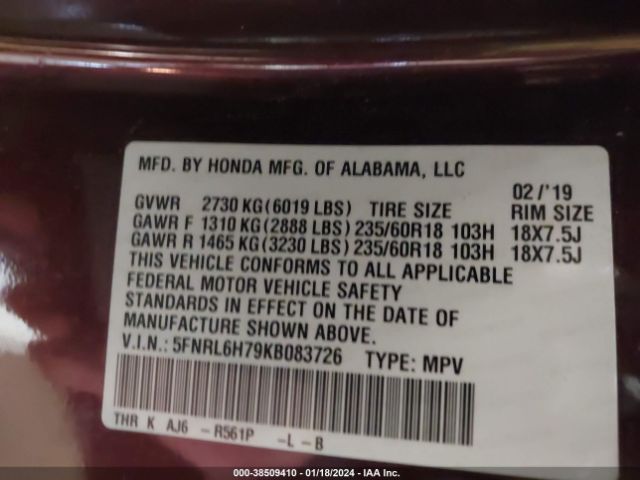 MFD. BY HONDA MFG. OF ALABAMA, LLC
02/'19
GVWR 2730 KG(6019 LBS) TIRE SIZE RIM SIZE
GAWR F 1310 KG(2888 LBS) 235/60R18 103H 18X7.5J
GAWR R 1465 KG(3230 LBS) 235/60R18 103H 18X7.5J
THIS VEHICLE CONFORMS TO ALL APPLICABLE
FEDERAL MOTOR VEHICLE SAFETY
STANDARDS IN EFFECT ON THE DATE OF
MANUFACTURE SHOWN ABOVE.
V.I.N.: 5FNRL6H79KB083726 TYPE: MPV
THR K AJ6 -R561P -L-B
000-38509410 - 01/18/2024 - IAA Inc.